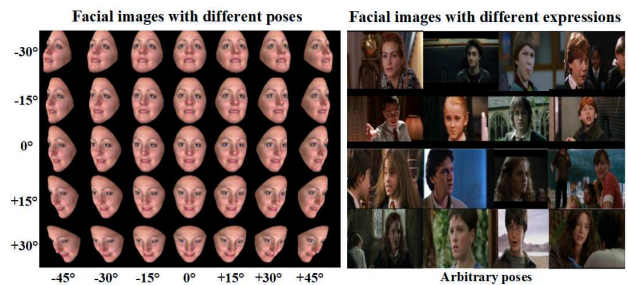 Facial images with different poses
Facial images with different expressions
-30°
-15°
0°
+15°
+30°
-45° -30° -15° 0° +15° +30° +45°
Arbitrary poses